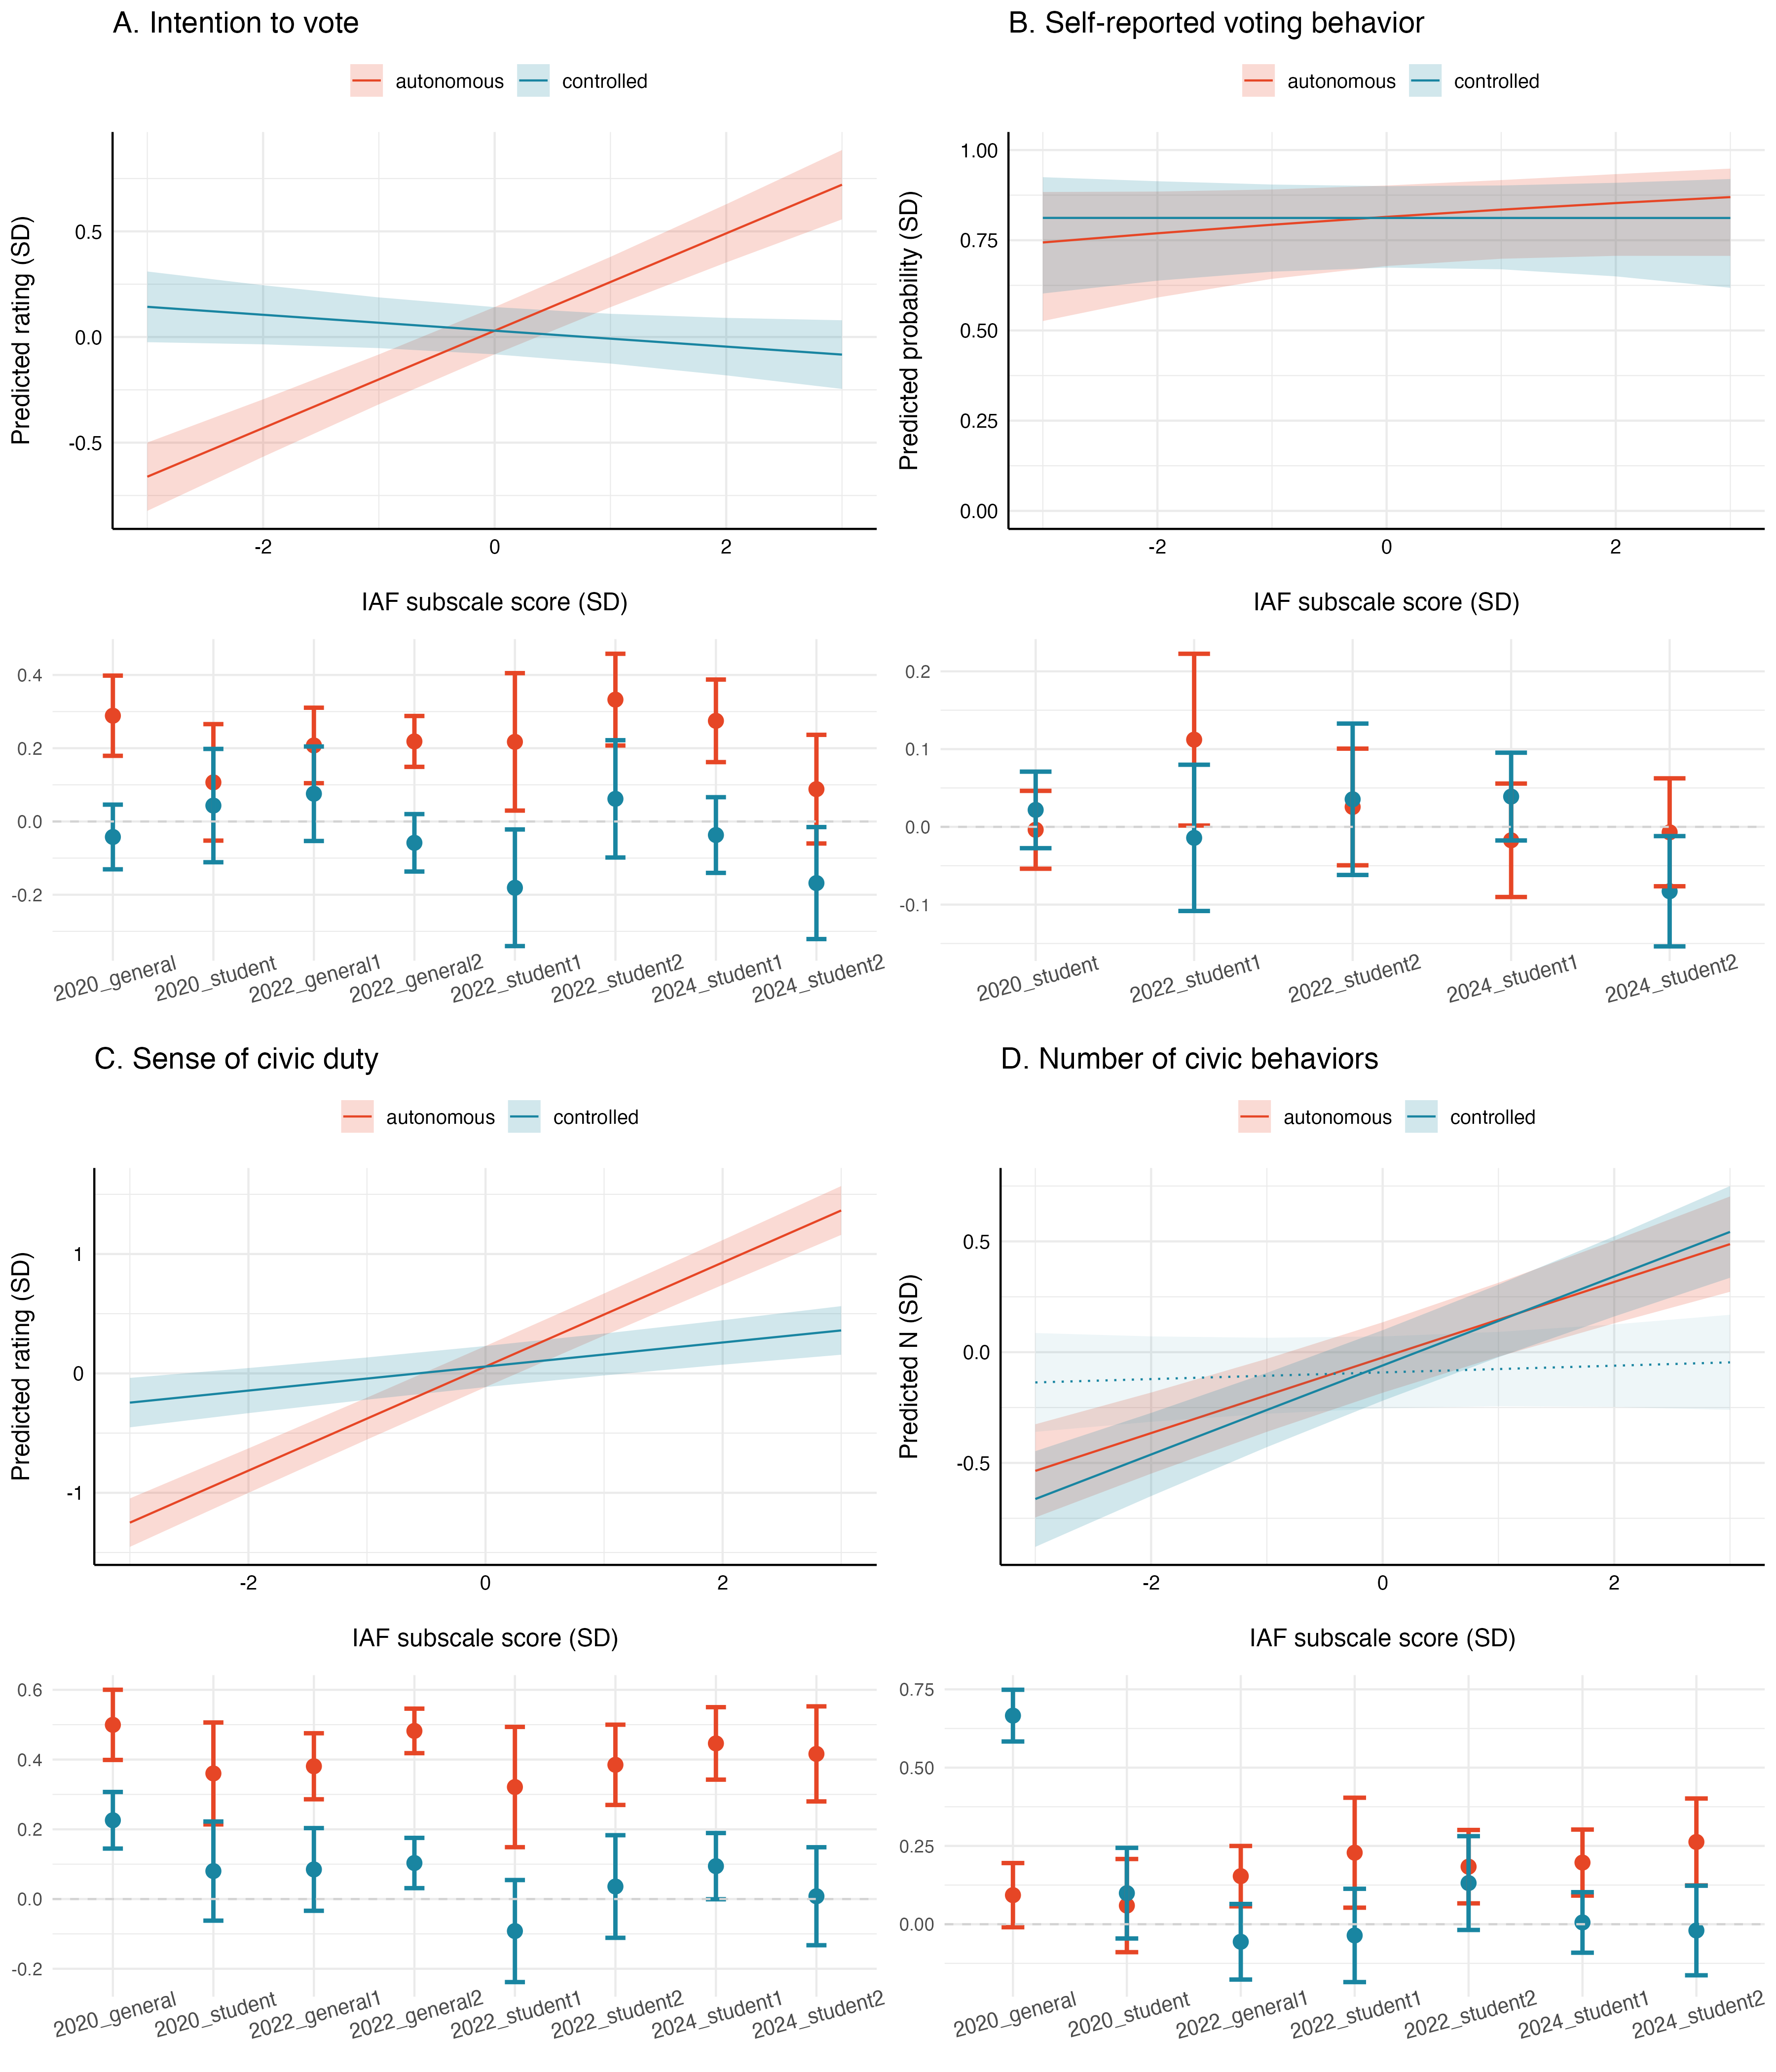 A. Intention to vote
autonomous controlled
Predicted rating (SD)
0.5
0.0
-0.5
-2 0 2
IAF subscale score (SD)
0.4
0.2
0.0
-0.2
2020_general 2020_student 2022_general1 2022_general2 2022_student1 2022_student2 2024_student1 2024_student2
B. Self-reported voting behavior
autonomous controlled
Predicted probability (SD)
1.00
0.75
0.50
0.25
0.00
-2 0 2
IAF subscale score (SD)
0.2
0.1
0.0
-0.1
2020_student 2022_student1 2022_student2 2024_student1 2024_student2
C. Sense of civic duty
autonomous controlled
Predicted rating (SD)
1
0
-1
-2 0 2
IAF subscale score (SD)
0.6
0.4
0.2
0.0
-0.2
2020_general 2020_student 2022_general1 2022_general2 2022_student1 2022_student2 2024_student1 2024_student2
D. Number of civic behaviors
autonomous controlled
Predicted N (SD)
0.5
0.0
-0.5
-2 0 2
IAF subscale score (SD)
0.75
0.50
0.25
0.00
2020_general 2020_student 2022_general1 2022_student1 2022_student2 2024_student1 2024_student2